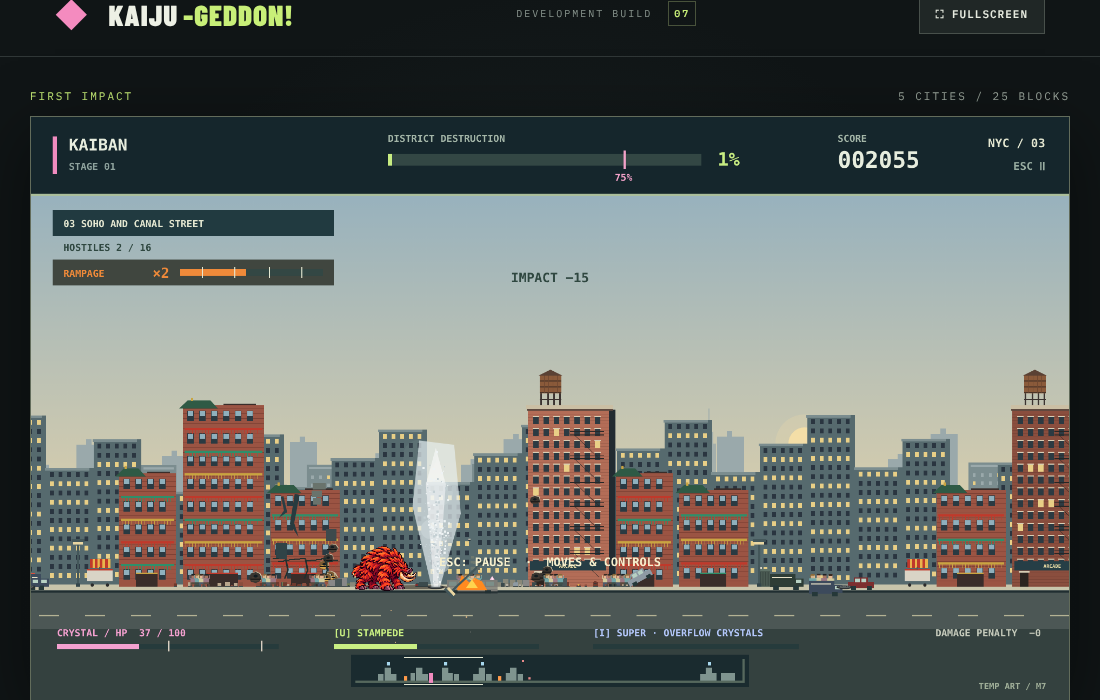 KAIJU-GEDDON!
DEVELOPMENT BUILD 07
FULLSCREEN
FIRST IMPACT
5 CITIES / 25 BLOCKS
KAIBAN
STAGE 01
DISTRICT DESTRUCTION
1%
75%
SCORE
002055
NYC / 03
ESC II
03 SOHO AND CANAL STREET
HOSTILES 2 / 16
RAMPAGE ×2
IMPACT −15
ESC: PAUSE
MOVES & CONTROLS
ARCADE
CRYSTAL / HP 37 / 100
[U] STAMPEDE
[I] SUPER · OVERFLOW CRYSTALS
DAMAGE PENALTY −0
TEMP ART / M7